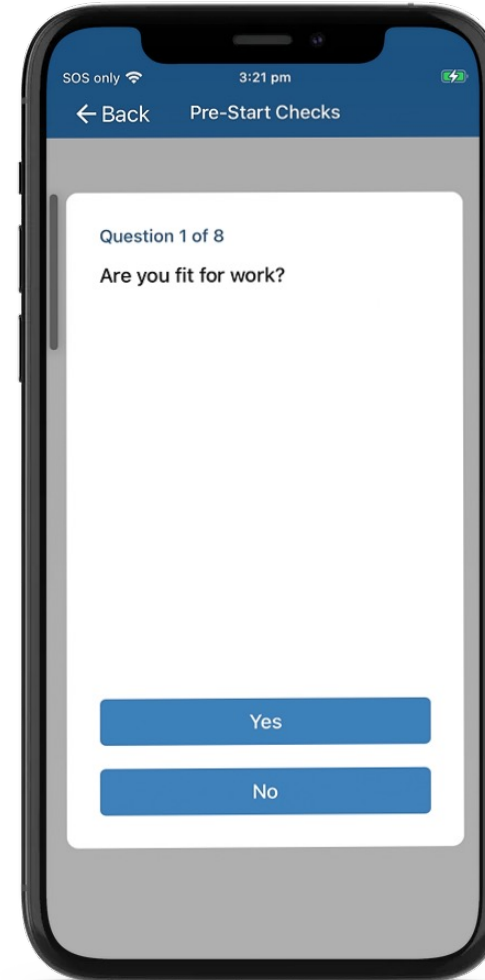 SOS only
3:21 pm
← Back
Pre-Start Checks
Question 1 of 8
Are you fit for work?
Yes
No